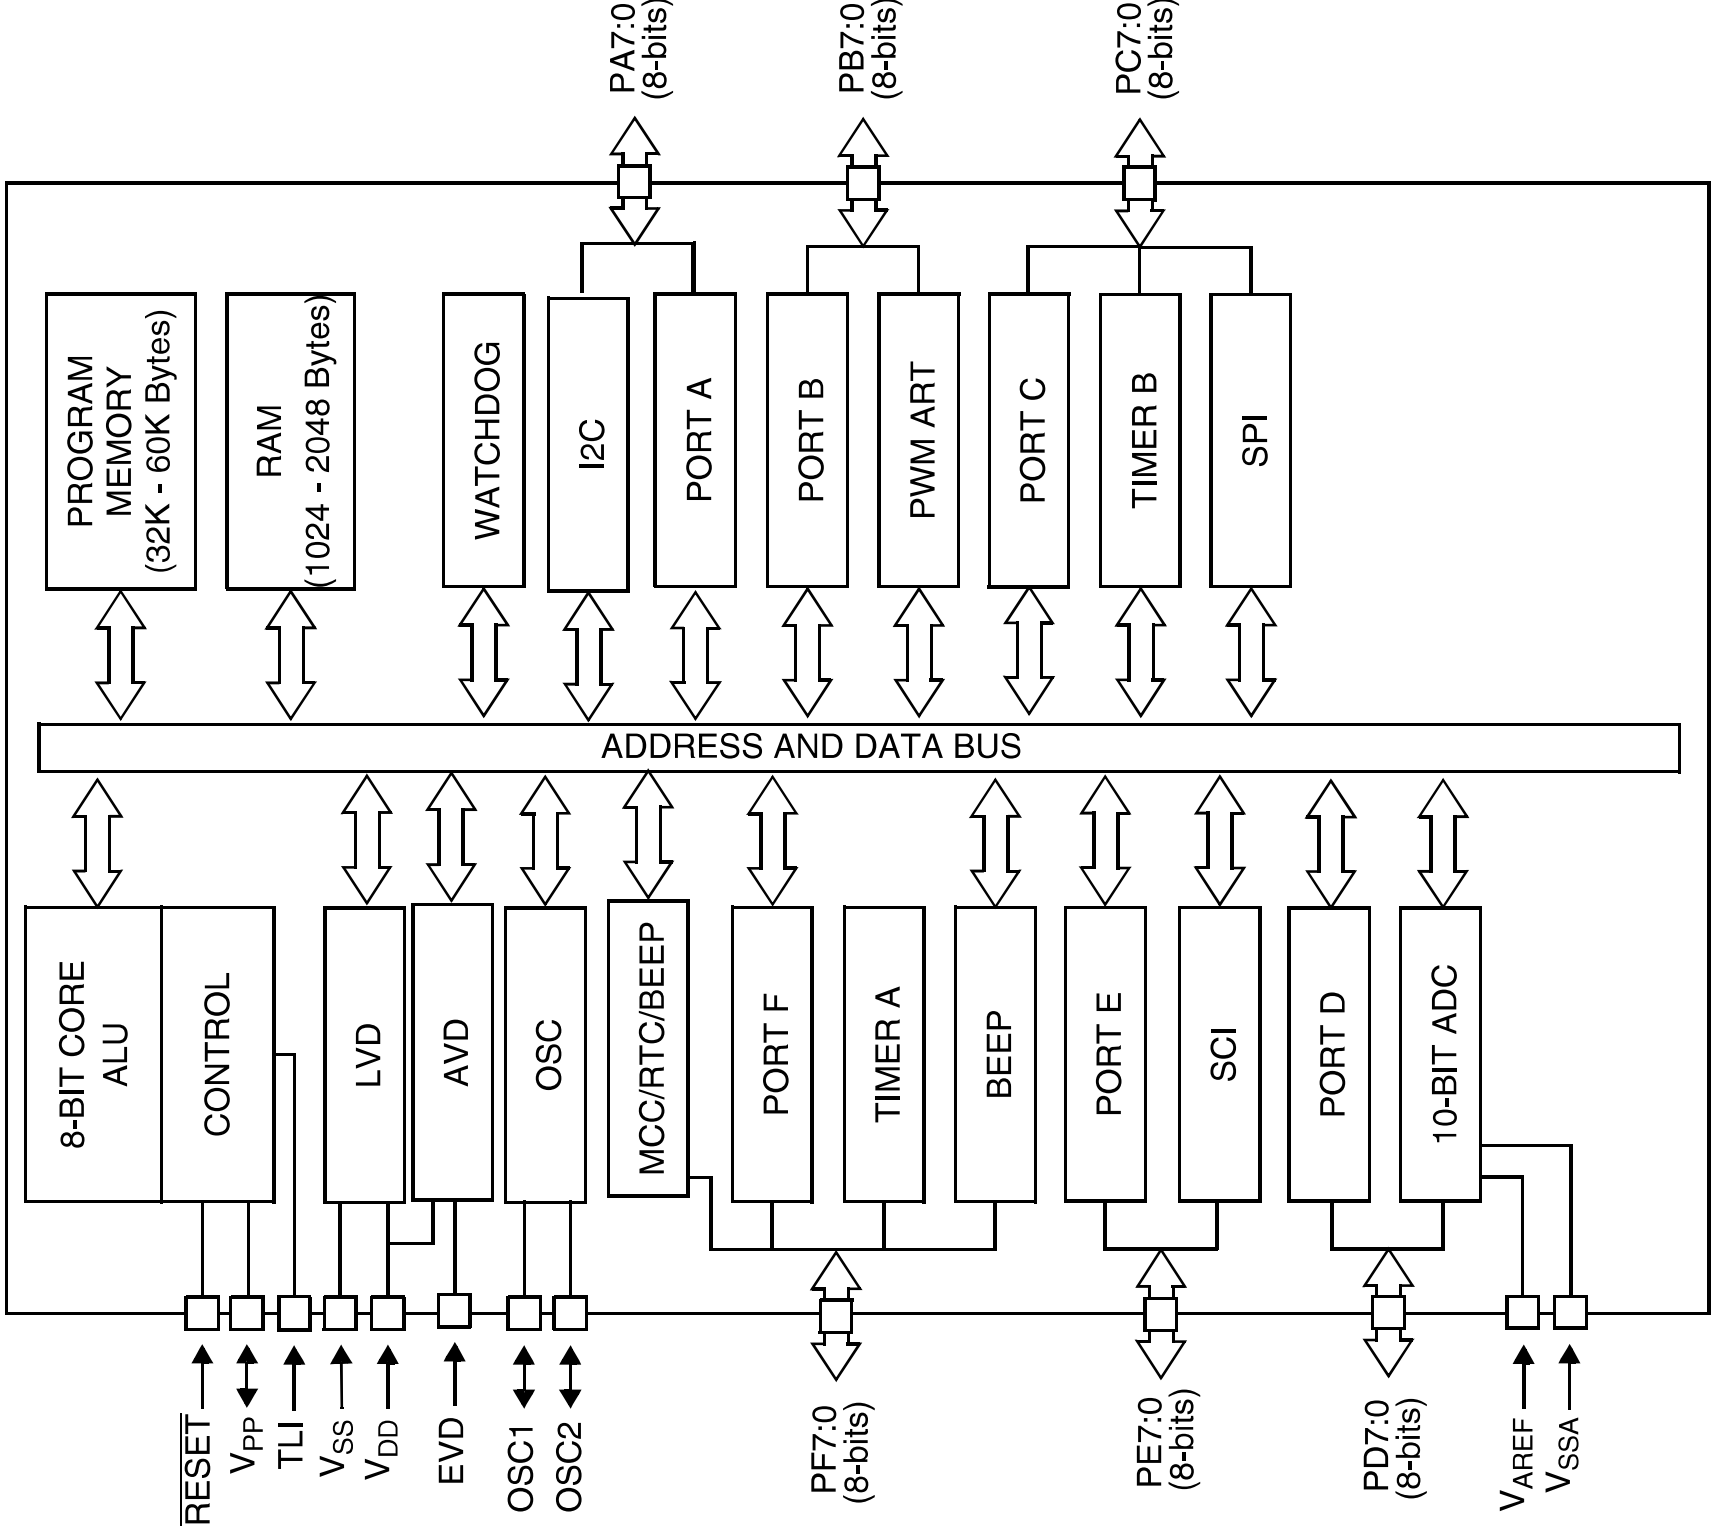 PA7:0
(8-bits)
PB7:0
(8-bits)
PC7:0
(8-bits)
PROGRAM
MEMORY
(32K - 60K Bytes)
RAM
(1024 - 2048 Bytes)
WATCHDOG
I2C
PORT A
PORT B
PWM ART
PORT C
TIMER B
SPI
ADDRESS AND DATA BUS
8-BIT CORE
ALU
CONTROL
LVD
AVD
OSC
MCC/RTC/BEEP
PORT F
TIMER A
BEEP
PORT E
SCI
PORT D
10-BIT ADC
RESET
VPP
TLI
VSS
VDD
EVD
OSC1
OSC2
PF7:0
(8-bits)
PE7:0
(8-bits)
PD7:0
(8-bits)
VAREF
VSSA